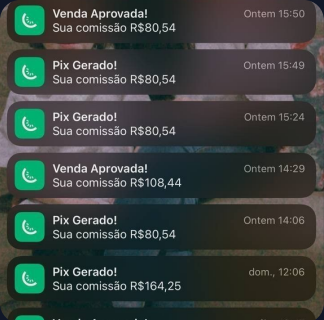 Venda Aprovada!
Ontem 15:50
Sua comissão R$80,54
Pix Gerado!
Ontem 15:49
Sua comissão R$80,54
Pix Gerado!
Ontem 15:24
Sua comissão R$80,54
Venda Aprovada!
Ontem 14:29
Sua comissão R$108,44
Pix Gerado!
Ontem 14:06
Sua comissão R$80,54
Pix Gerado!
dom., 12:06
Sua comissão R$164,25